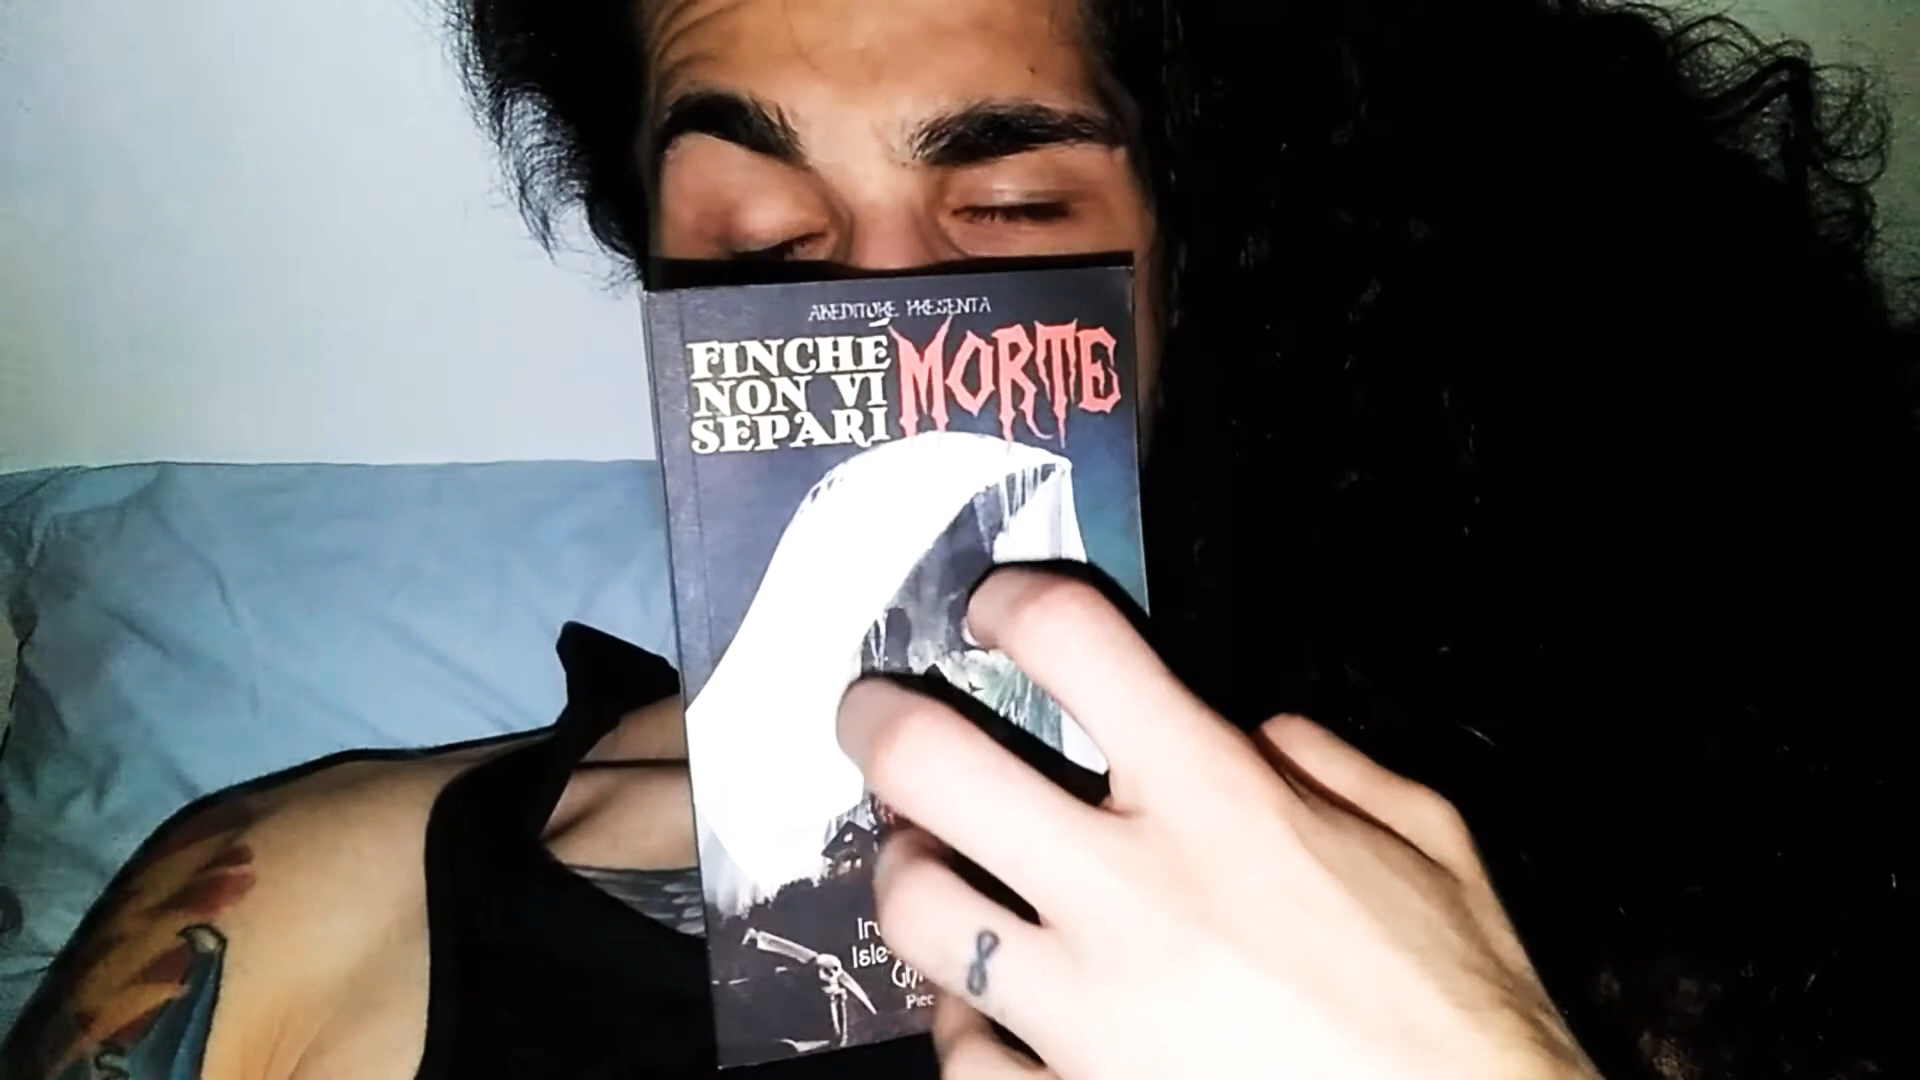 ABEDITORE PRESENTA
FINCHÉ
NON VI
SEPARI
MORTE